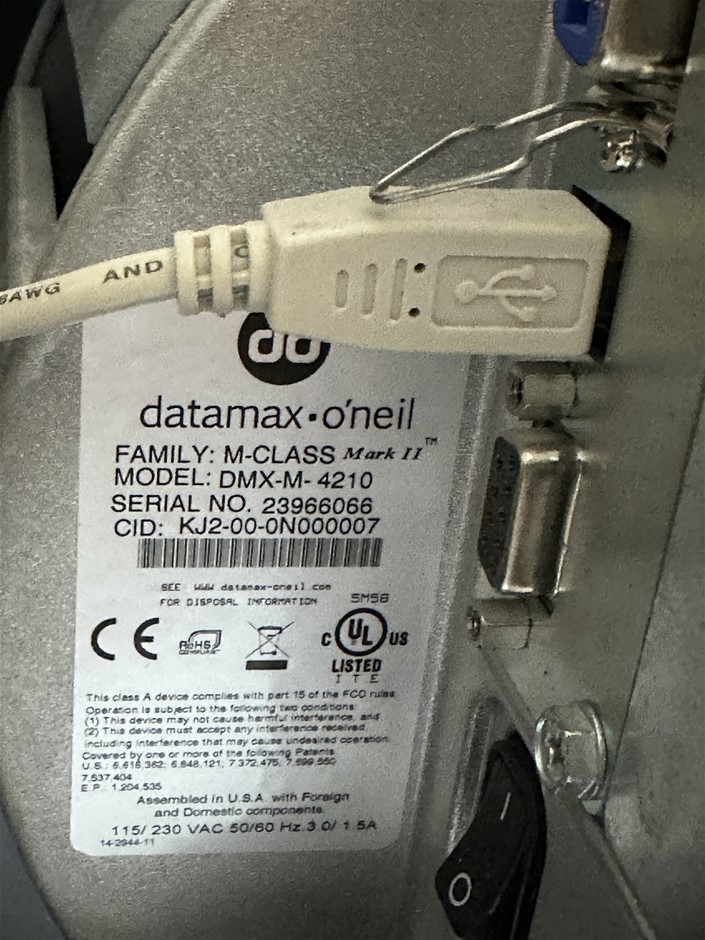 AWG AND
datamax•o'neil
FAMILY: M-CLASS Mark II™
MODEL: DMX-M-4210
SERIAL NO. 23966066
CID: KJ2-00-0N000007
SEE www.datamax-oneil.com
FOR DISPOSAL INFORMATION
5M58
CE
RoHS
COMPLIANT
C UL US
LISTED
I T E
This class A device complies with part 15 of the FCC rules
Operation is subject to the following two conditions:
(1) This device may not cause harmful interference, and
(2) This device must accept any interference received,
including interference that may cause undesired operation.
Covered by one or more of the following Patents
U.S.: 6,616,362; 6,848,121; 7,372,475; 7,699,550
7,537,404
E.P. 1,204,535
Assembled in U.S.A. with Foreign
and Domestic components.
115/ 230 VAC 50/60 Hz 3.0/ 1.5A
14-2944-11
I
O